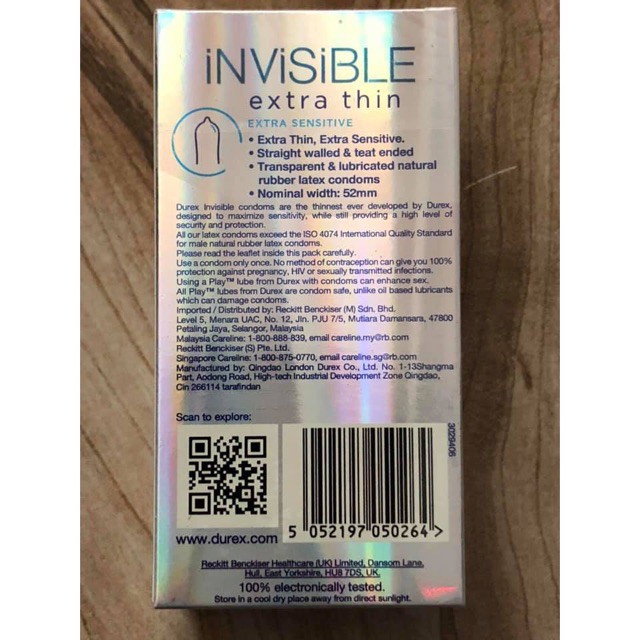 iNViSiBLE
extra thin
EXTRA SENSITIVE
• Extra Thin, Extra Sensitive.
• Straight walled & teat ended
• Transparent & lubricated natural
rubber latex condoms
• Nominal width: 52mm
Durex Invisible condoms are the thinnest ever developed by Durex,
designed to maximize sensitivity, while still providing a high level of
security and protection.
All our latex condoms exceed the ISO 4074 International Quality Standard
for male natural rubber latex condoms.
Please read the leaflet inside this pack carefully.
Use a condom only once. No method of contraception can give you 100%
protection against pregnancy, HIV or sexually transmitted infections.
Using a Play™ lube from Durex with condoms can enhance sex.
All Play™ lubes from Durex are condom safe, unlike oil based lubricants
which can damage condoms.
Imported / Distributed by: Reckitt Benckiser (M) Sdn. Bhd.
Level 5, Menara UAC, No. 12, Jln. PJU 7/5, Mutiara Damansara, 47800
Petaling Jaya, Selangor, Malaysia
Malaysia Careline: 1-800-888-839, email careline.my@rb.com
Reckitt Benckiser (S) Pte. Ltd.
Singapore Careline: 1-800-875-0770, email careline.sg@rb.com
Manufactured by: Qingdao London Durex Co., Ltd. No. 1-13Shangma
Part, Aodong Road, High-tech Industrial Development Zone Qingdao,
Cin 266114 tarafindan
Scan to explore:
3029406
5 052197 050264 >
www.durex.com
Reckitt Benckiser Healthcare (UK) Limited, Dansom Lane,
Hull, East Yorkshire, HU8 7DS, UK.
100% electronically tested.
Store in a cool dry place away from direct sunlight.